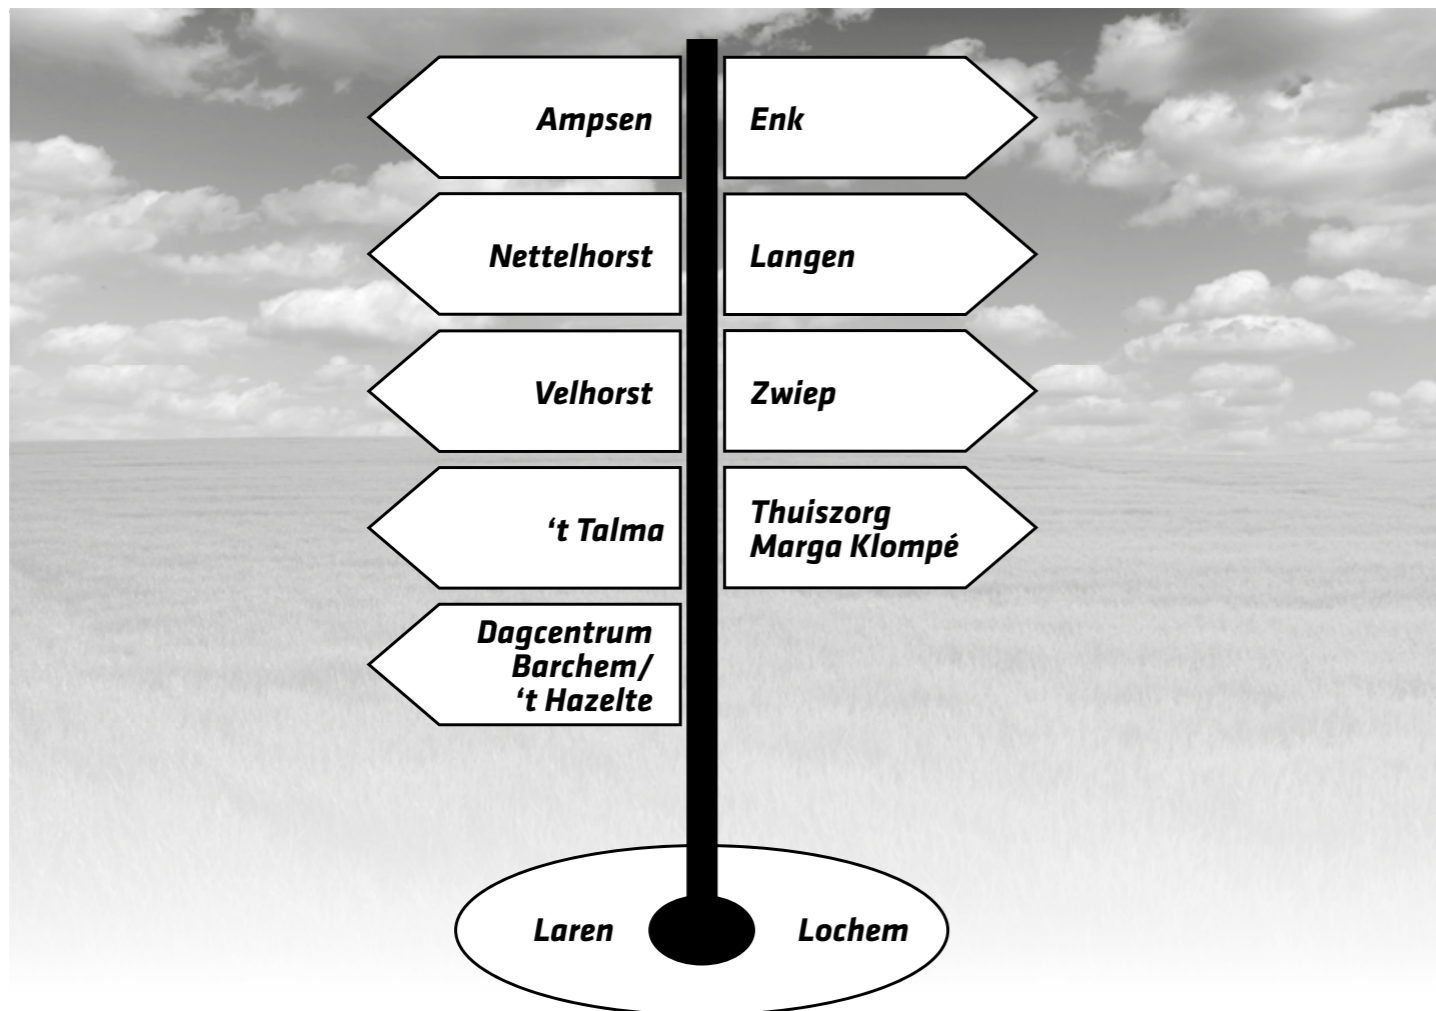 Ampsen
Enk
Nettelhorst
Langen
Velhorst
Zwiep
‘t Talma
Thuiszorg
Marga Klompé
Dagcentrum
Barchem/
‘t Hazelte
Laren
Lochem